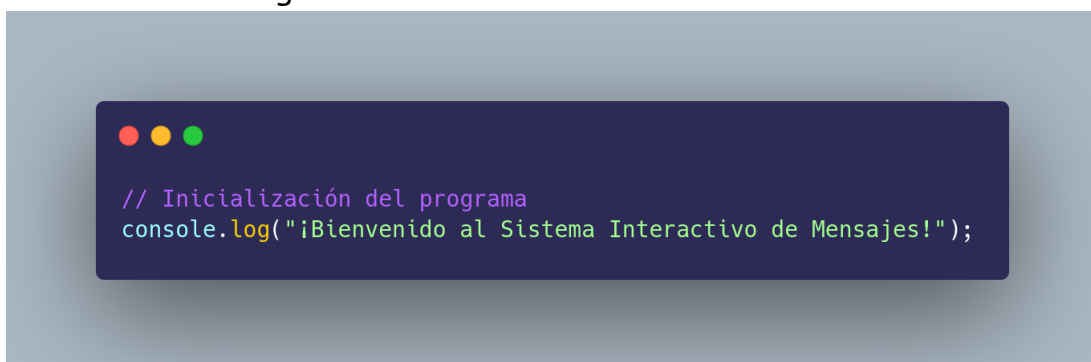 // Inicialización del programa
console.log("¡Bienvenido al Sistema Interactivo de Mensajes!");